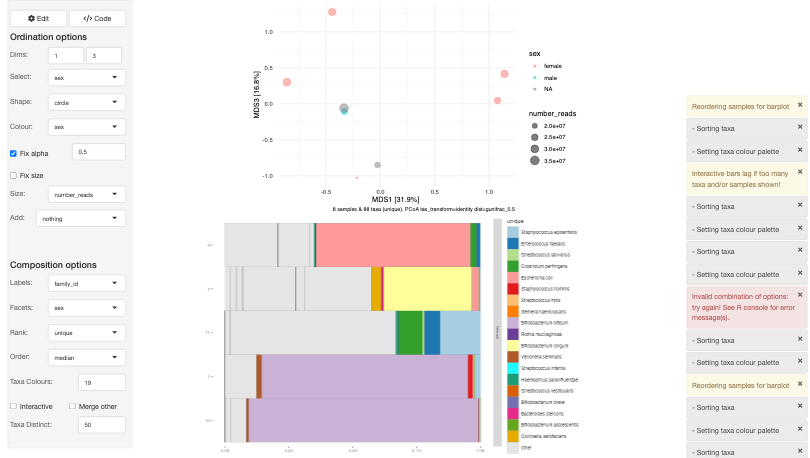 Edit
Code
Ordination options
Dims: 1 3
Select: sex
Shape: circle
Colour: sex
Fix alpha 0.5
Fix size
Size: number_reads
Add: nothing
Composition options
Labels: family_id
Facets: sex
Rank: unique
Order: median
Taxa Colours: 19
Interactive Merge other
Taxa Distinct: 50
MDS3 [16.8%]
1.0
0.5
0.0
-0.5
-1.0
-0.5 0.0 0.5 1.0
MDS1 [31.9%]
sex
female
male
NA
number_reads
2.0e+07
2.5e+07
3.0e+07
3.5e+07
8 samples & 88 taxa (unique). PCoA tax_transform=identity dist=gunifrac_0.5
unique
Staphylococcus epidermidis
Enterococcus faecalis
Streptococcus salivarius
Clostridium perfringens
Escherichia coli
Staphylococcus hominis
Streptococcus mitis
Gemella haemolysans
Bifidobacterium bifidum
Rothia mucilaginosa
Bifidobacterium longum
Veillonella seminalis
Streptococcus infantis
Haemophilus parainfluenzae
Streptococcus vestibularis
Bifidobacterium breve
Bacteroides stercoris
Bifidobacterium adolescentis
Collinsella aerofaciens
other
Reordering samples for barplot ×
- Sorting taxa ×
- Setting taxa colour palette ×
Interactive bars lag if too many ×
taxa and/or samples shown!
- Sorting taxa ×
- Setting taxa colour palette ×
- Sorting taxa ×
- Setting taxa colour palette ×
Invalid combination of options: ×
try again! See R console for error
message(s).
- Sorting taxa ×
- Setting taxa colour palette ×
Reordering samples for barplot ×
- Sorting taxa ×
- Setting taxa colour palette ×
- Sorting taxa ×